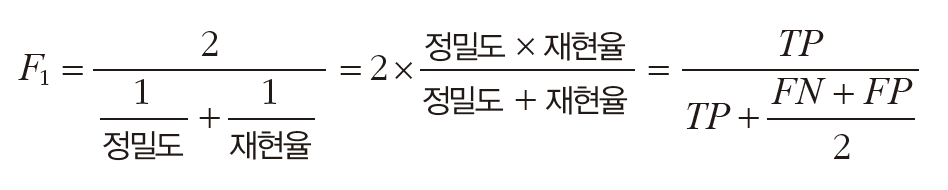 F₁ = 2 / (1/정밀도 + 1/재현율) = 2 × (정밀도 × 재현율) / (정밀도 + 재현율) = TP / (TP + (FN + FP)/2)